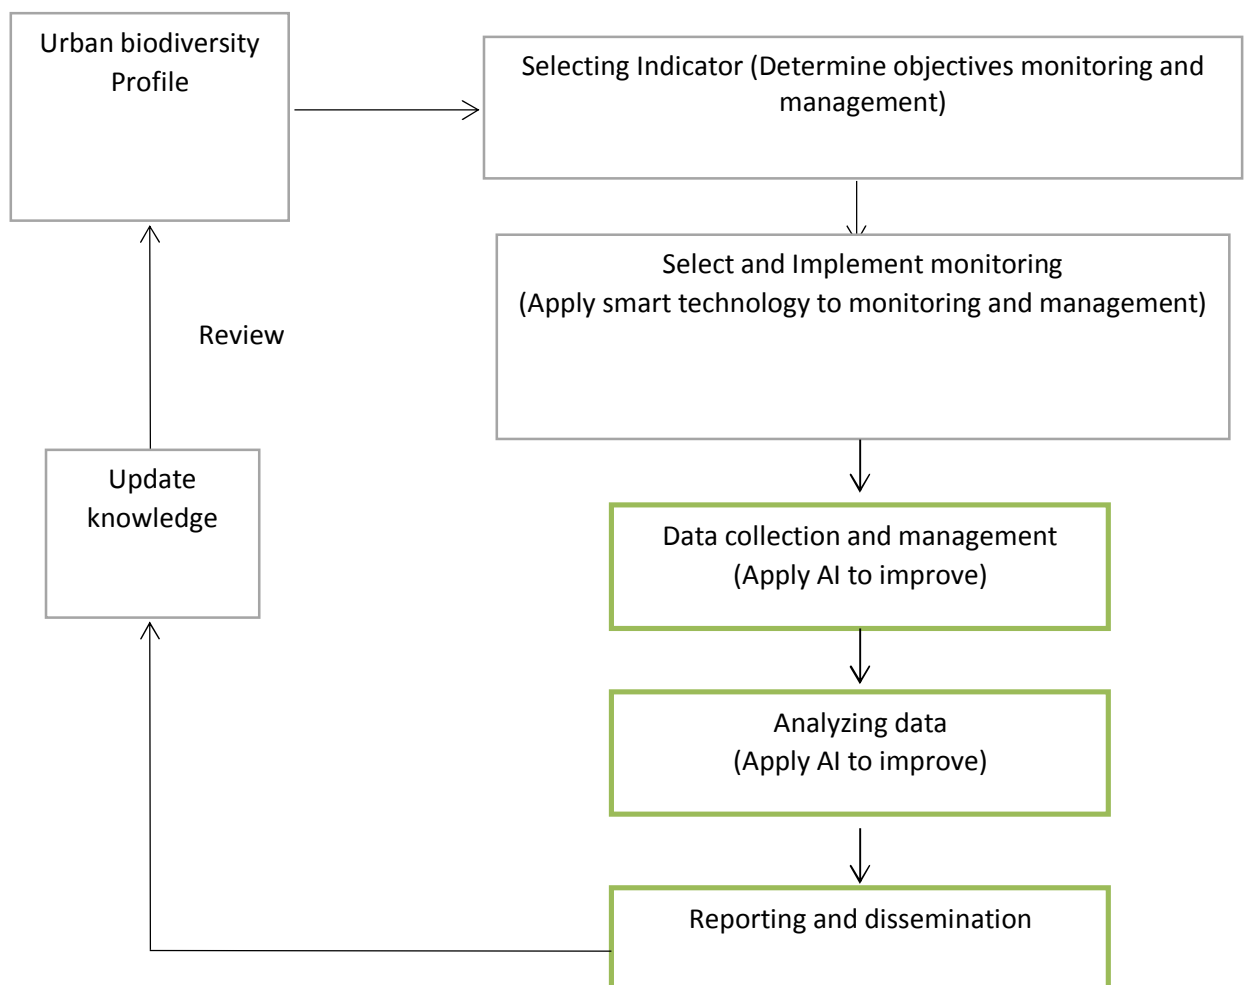 Urban biodiversity
Profile
Selecting Indicator (Determine objectives monitoring and
management)
Select and Implement monitoring
(Apply smart technology to monitoring and management)
Review
Update
knowledge
Data collection and management
(Apply AI to improve)
Analyzing data
(Apply AI to improve)
Reporting and dissemination